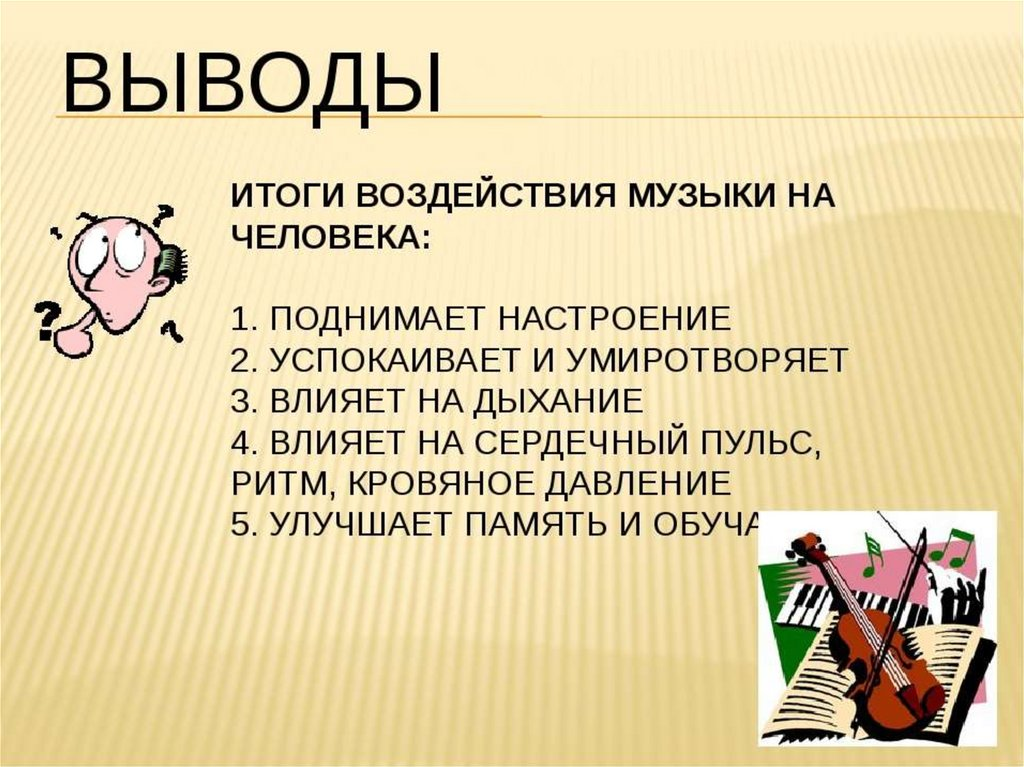 ВЫВОДЫ
ИТОГИ ВОЗДЕЙСТВИЯ МУЗЫКИ НА
ЧЕЛОВЕКА:
1. ПОДНИМАЕТ НАСТРОЕНИЕ
2. УСПОКАИВАЕТ И УМИРОТВОРЯЕТ
3. ВЛИЯЕТ НА ДЫХАНИЕ
4. ВЛИЯЕТ НА СЕРДЕЧНЫЙ ПУЛЬС,
РИТМ, КРОВЯНОЕ ДАВЛЕНИЕ
5. УЛУЧШАЕТ ПАМЯТЬ И